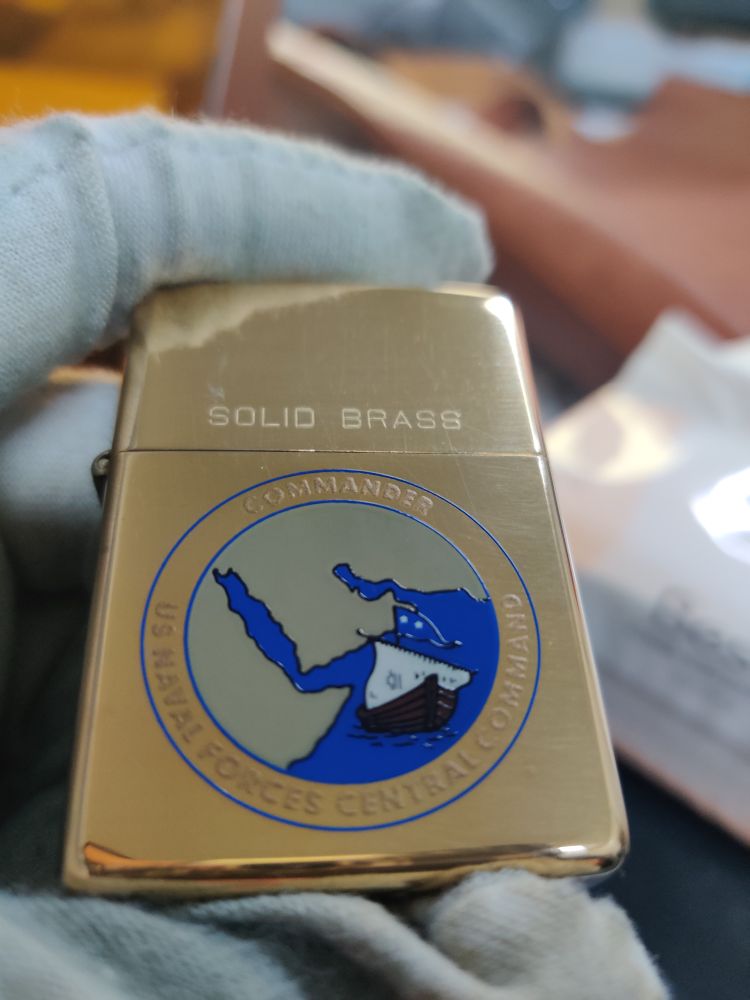 SOLID BRASS
COMMANDER
US NAVAL FORCES CENTRAL COMMAND